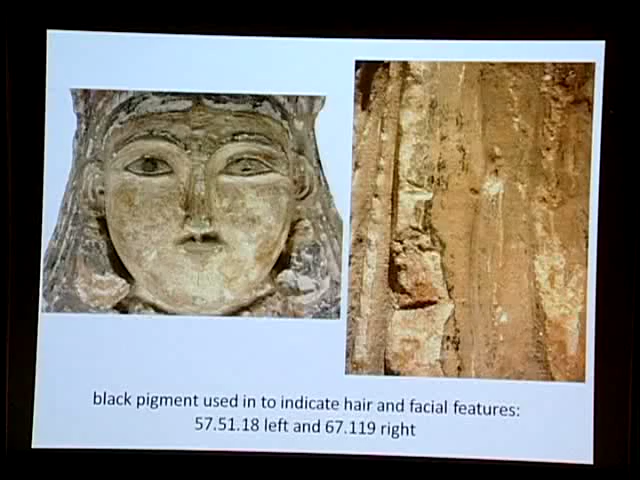 black pigment used in to indicate hair and facial features:
57.51.18 left and 67.119 right